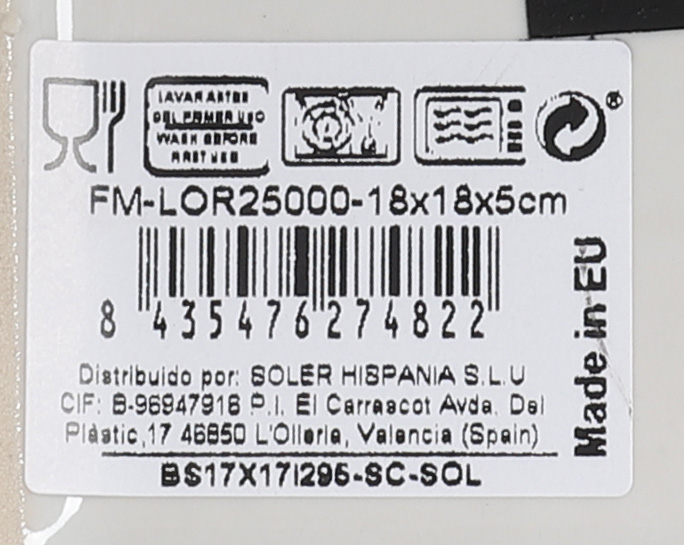 LAVAR ANTES
DEL PRIMER USO
WASH BEFORE
FIRST USE
®
FM-LOR25000-18x18x5cm
8 435476 274822
Made in EU
Distribuido por: SOLER HISPANIA S.L.U
CIF: B-96947916 P.I. El Carrascot Avda. Del
Plàstic,17 46850 L'Olleria, Valencia (Spain)
BS17X17I295-SC-SOL